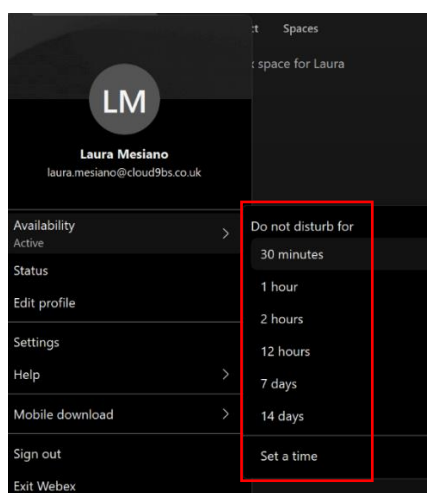 ct Spaces
x space for Laura
LM
Laura Mesiano
laura.mesiano@cloud9bs.co.uk
Availability
Active
Status
Edit profile
Settings
Help
Mobile download
Sign out
Exit Webex
Do not disturb for
30 minutes
1 hour
2 hours
12 hours
7 days
14 days
Set a time